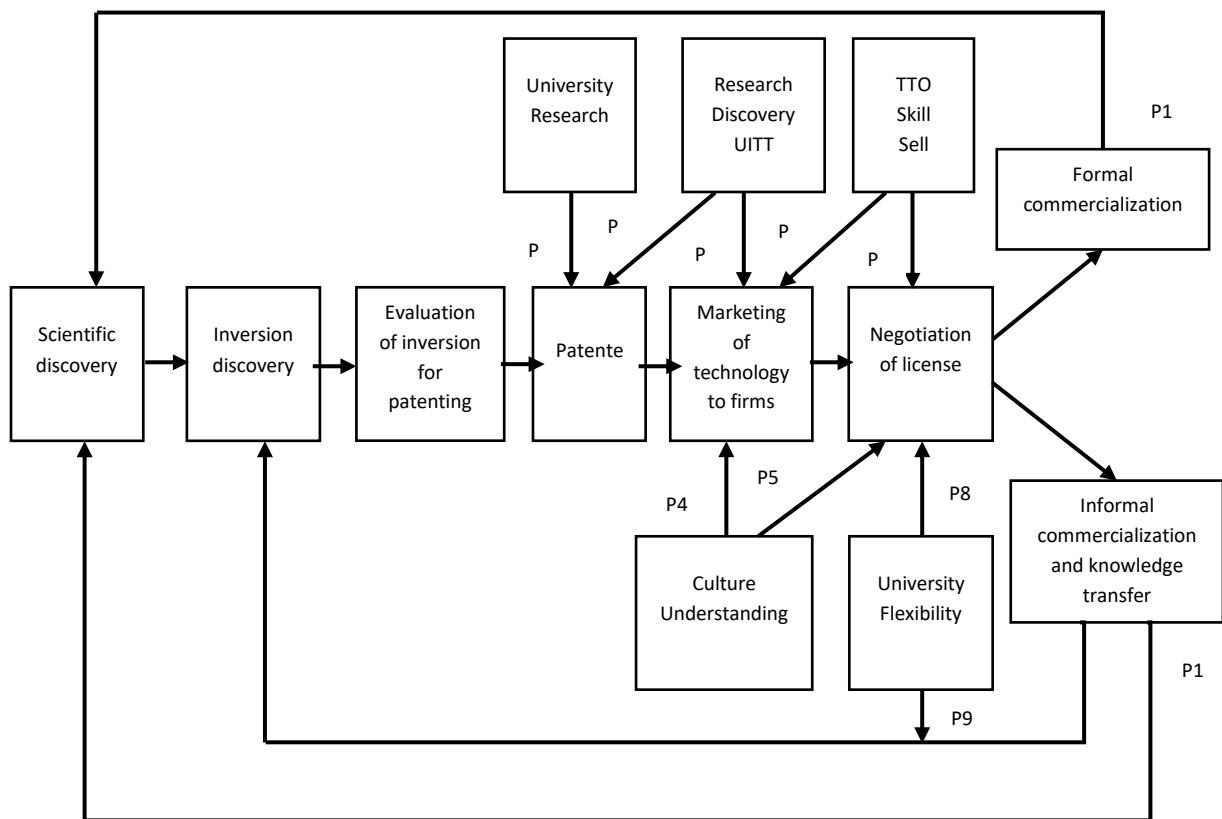 University
Research
Research
Discovery
UITT
TTO
Skill
Sell
P1
Formal
commercialization
P
P
P
P
P
Scientific
discovery
Inversion
discovery
Evaluation
of inversion
for
patenting
Patente
Marketing
of
technology
to firms
Negotiation
of license
P4
P5
P8
Informal
commercialization
and knowledge
transfer
Culture
Understanding
University
Flexibility
P1
P9